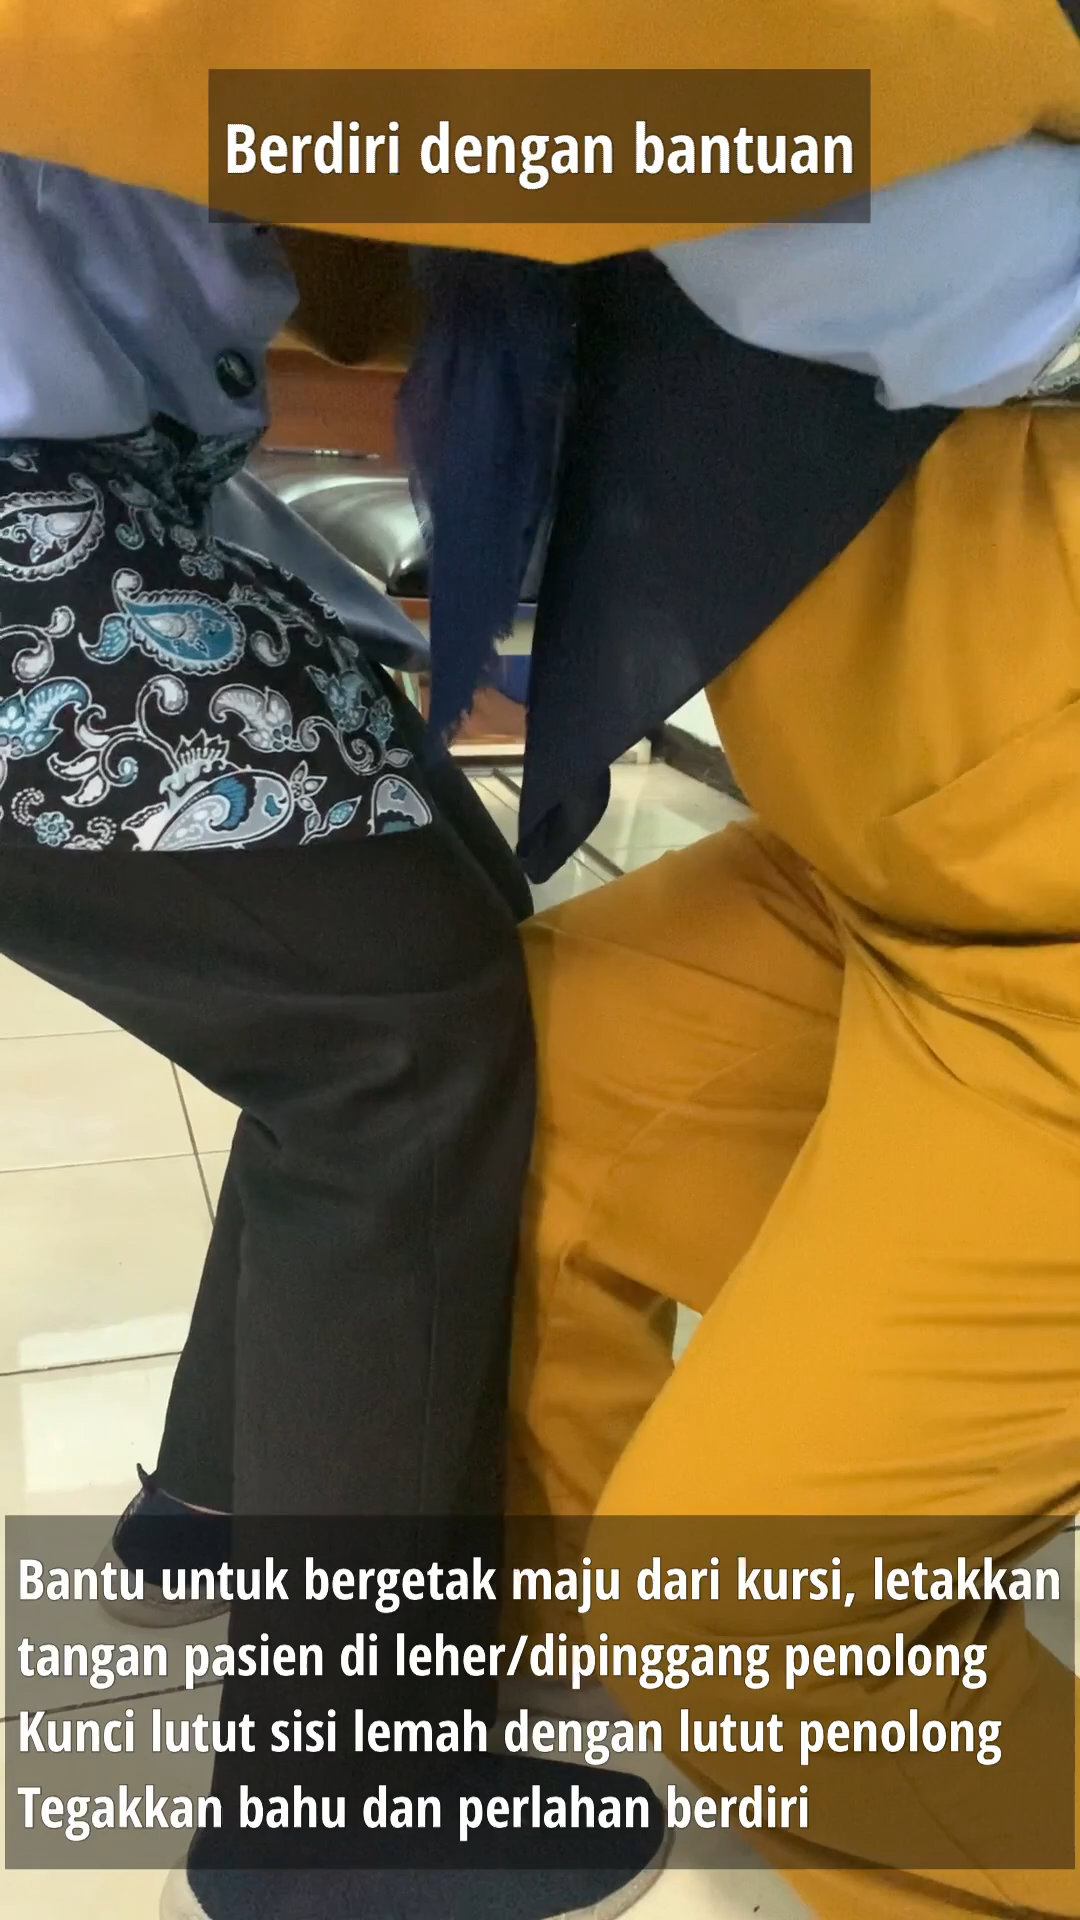 Berdiri dengan bantuan
Bantu untuk bergetak maju dari kursi, letakkan
tangan pasien di leher/dipinggang penolong
Kunci lutut sisi lemah dengan lutut penolong
Tegakkan bahu dan perlahan berdiri